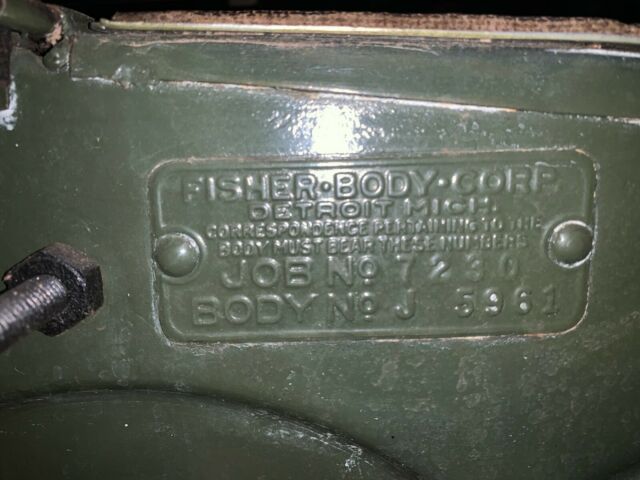 FISHER·BODY·CORP.
DETROIT MICH.
CORRESPONDENCE PERTAINING TO THE
BODY MUST BEAR THESE NUMBERS
JOB No 7230
BODY No J 5961